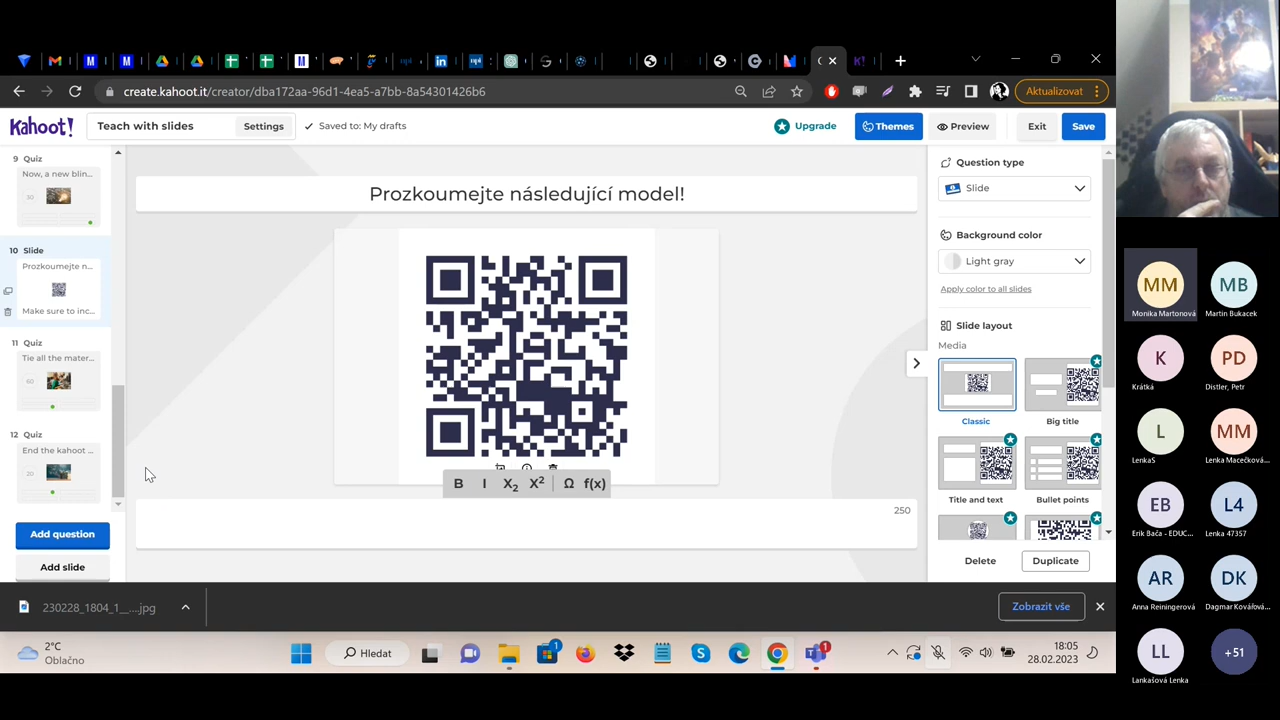 create.kahoot.it/creator/dba172aa-96d1-4ea5-a7bb-8a54301426b6
Aktualizovat
Kahoot!
Teach with slides
Settings
Saved to: My drafts
Upgrade
Themes
Preview
Exit
Save
9 Quiz
Now, a new blin...
30
10 Slide
Prozkoumejte n...
Make sure to inc...
11 Quiz
Tie all the mater...
60
12 Quiz
End the kahoot ...
20
Add question
Add slide
Prozkoumejte následující model!
B I X2 X2 Ω f(x)
250
Question type
Slide
Background color
Light gray
Apply color to all slides
Slide layout
Media
Classic
Big title
Title and text
Bullet points
Delete
Duplicate
230228_1804_1__....jpg
Zobrazit vše
2°C
Oblačno
Hledat
18:05
28.02.2023
MM
Monika Martonová
MB
Martin Bukacek
K
Krátká
PD
Distler, Petr
L
LenkaS
MM
Lenka Macečková...
EB
Erik Bača - EDUC...
L4
Lenka 47357
AR
Anna Reiningerová
DK
Dagmar Kovářová...
LL
Lankašová Lenka
+51